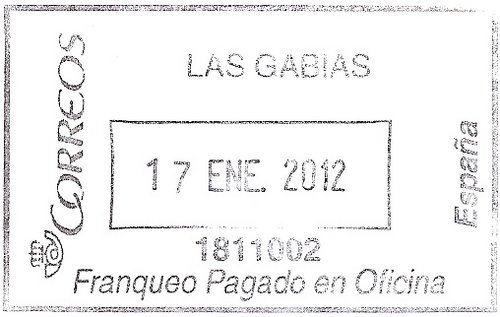 CORREOS
LAS GABIAS
17 ENE. 2012
1811002
Franqueo Pagado en Oficina
España